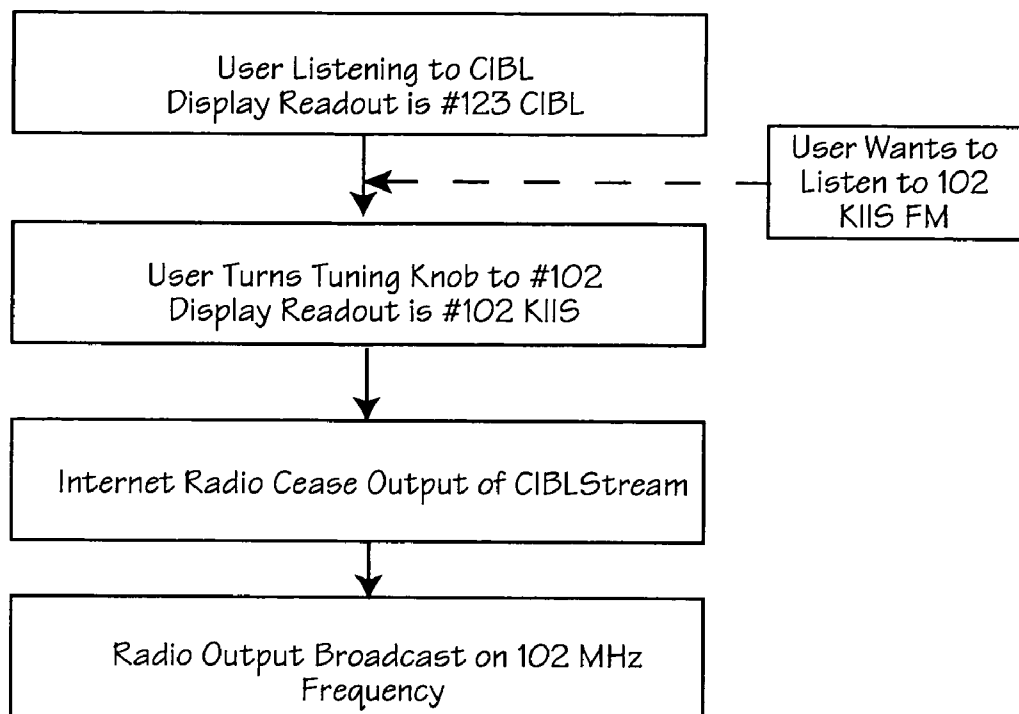 User Listening to CIBL
Display Readout is #123 CIBL
User Wants to
Listen to 102
KIIS FM
User Turns Tuning Knob to #102
Display Readout is #102 KIIS
Internet Radio Cease Output of CIBLStream
Radio Output Broadcast on 102 MHz
Frequency